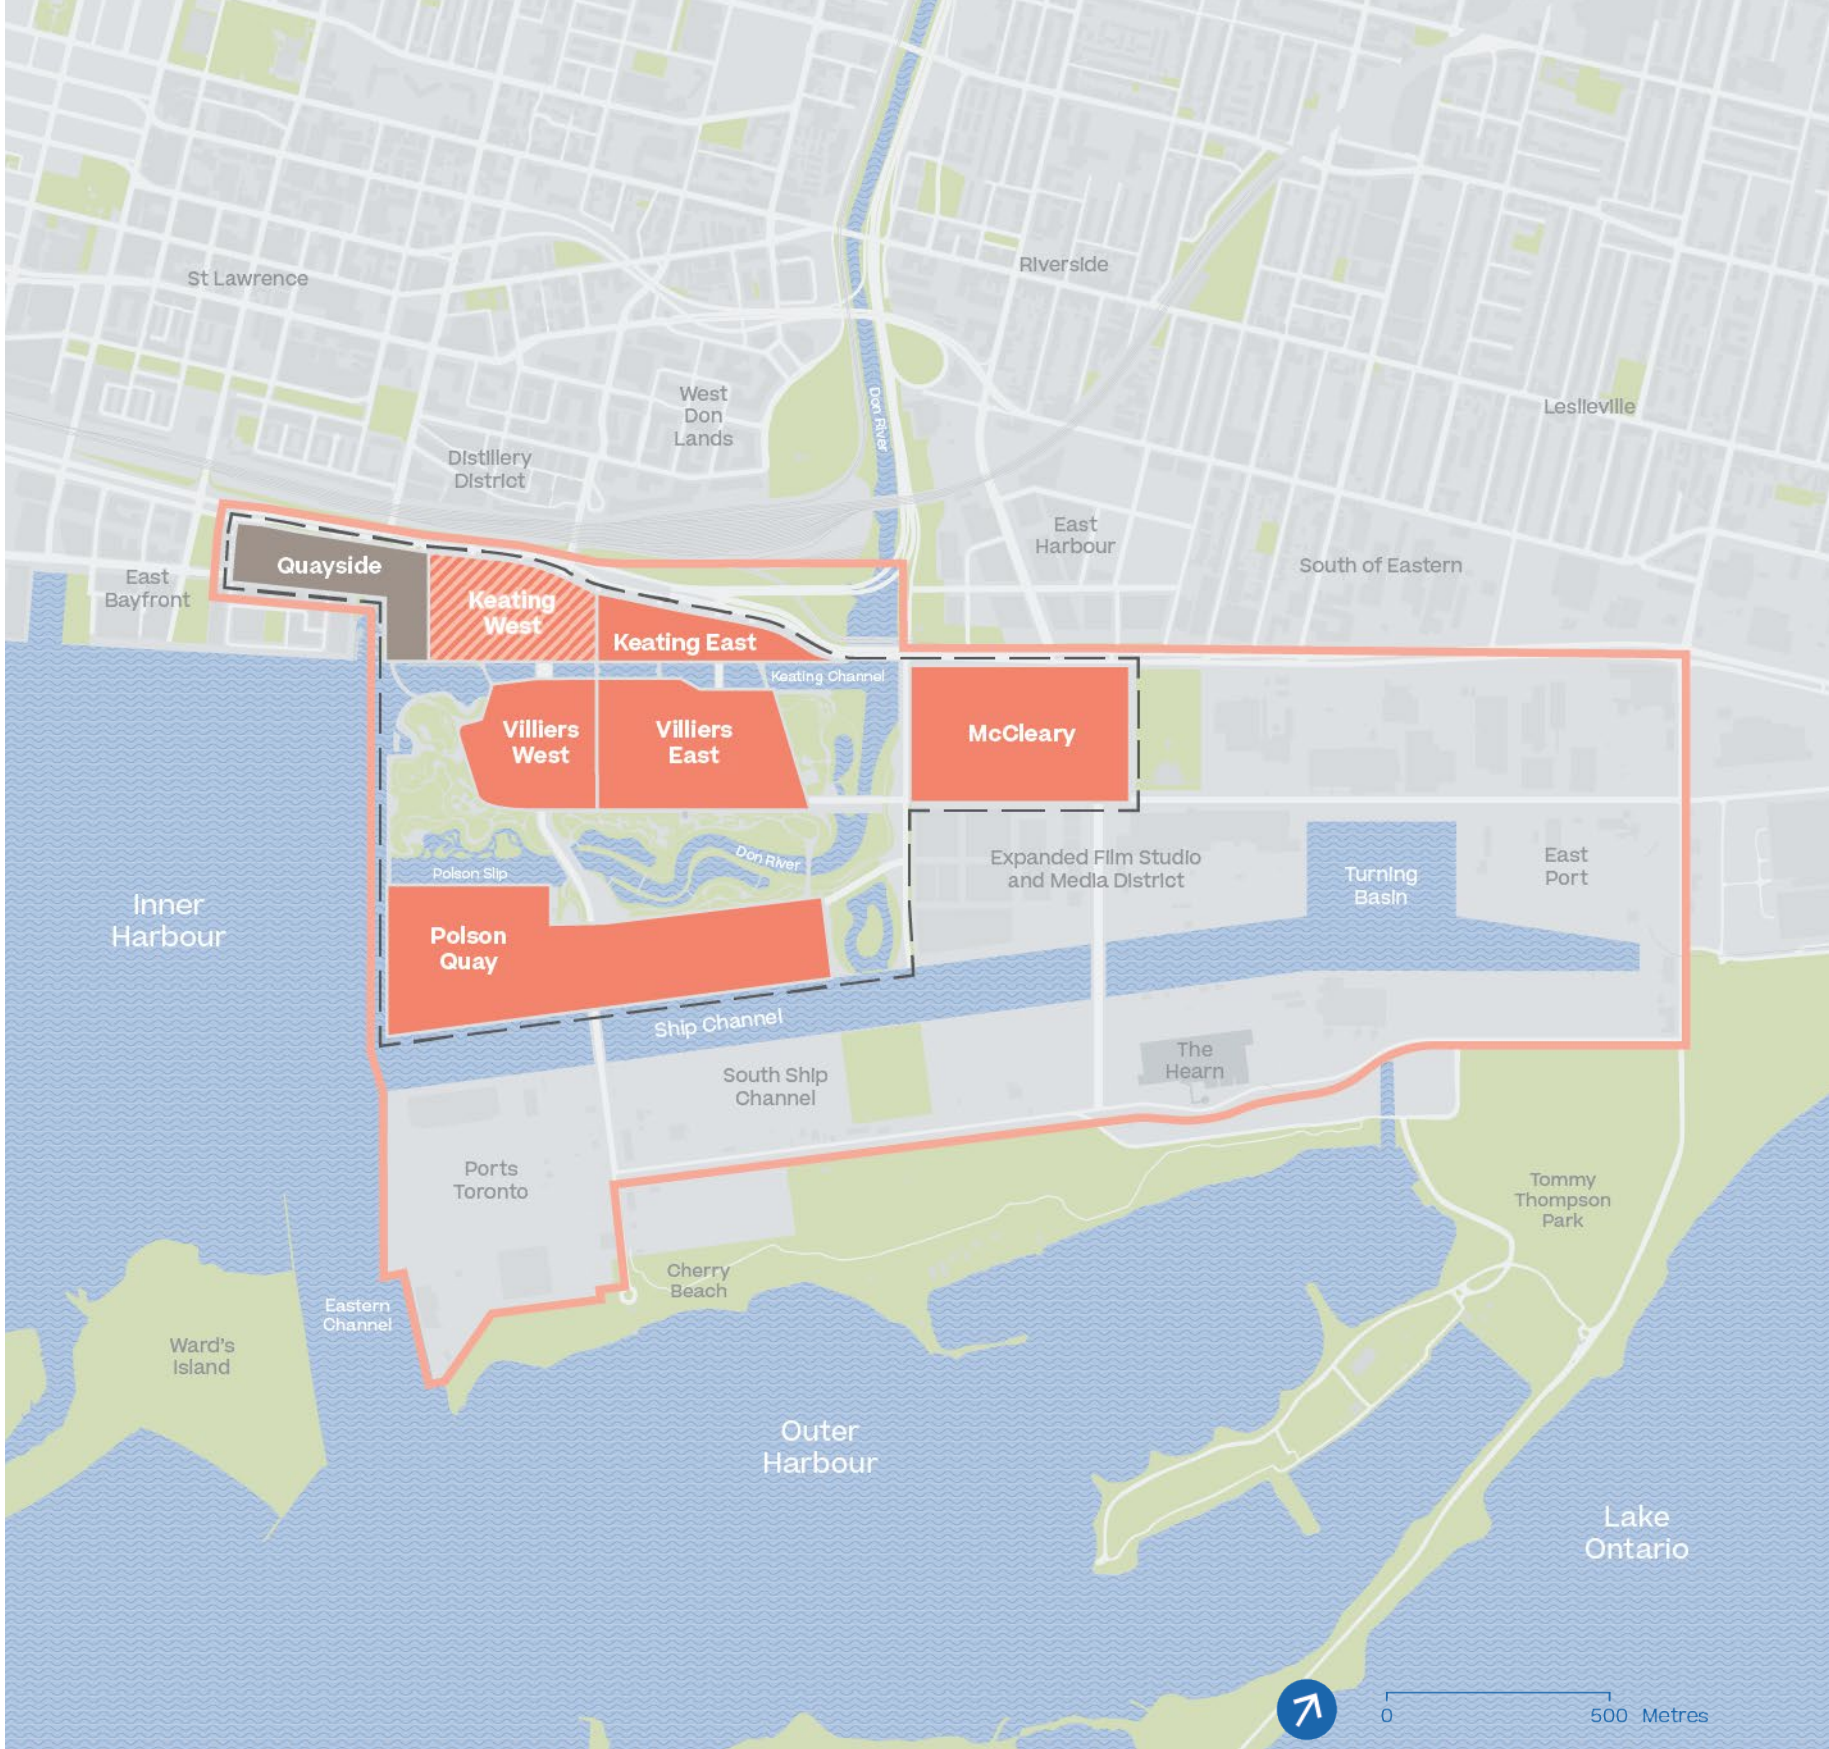 St Lawrence
Riverside
West
Don
Lands
Don River
Leslieville
Distillery
District
East
Harbour
South of Eastern
Quayside
East
Bayfront
Keating
West
Keating East
Keating Channel
Villiers
West
Villiers
East
McCleary
Don River
Polson Slip
Expanded Film Studio
and Media District
Turning
Basin
East
Port
Inner
Harbour
Polson
Quay
Ship Channel
South Ship
Channel
The
Hearn
Ports
Toronto
Tommy
Thompson
Park
Cherry
Beach
Eastern
Channel
Ward's
Island
Outer
Harbour
Lake
Ontario
0 500 Metres